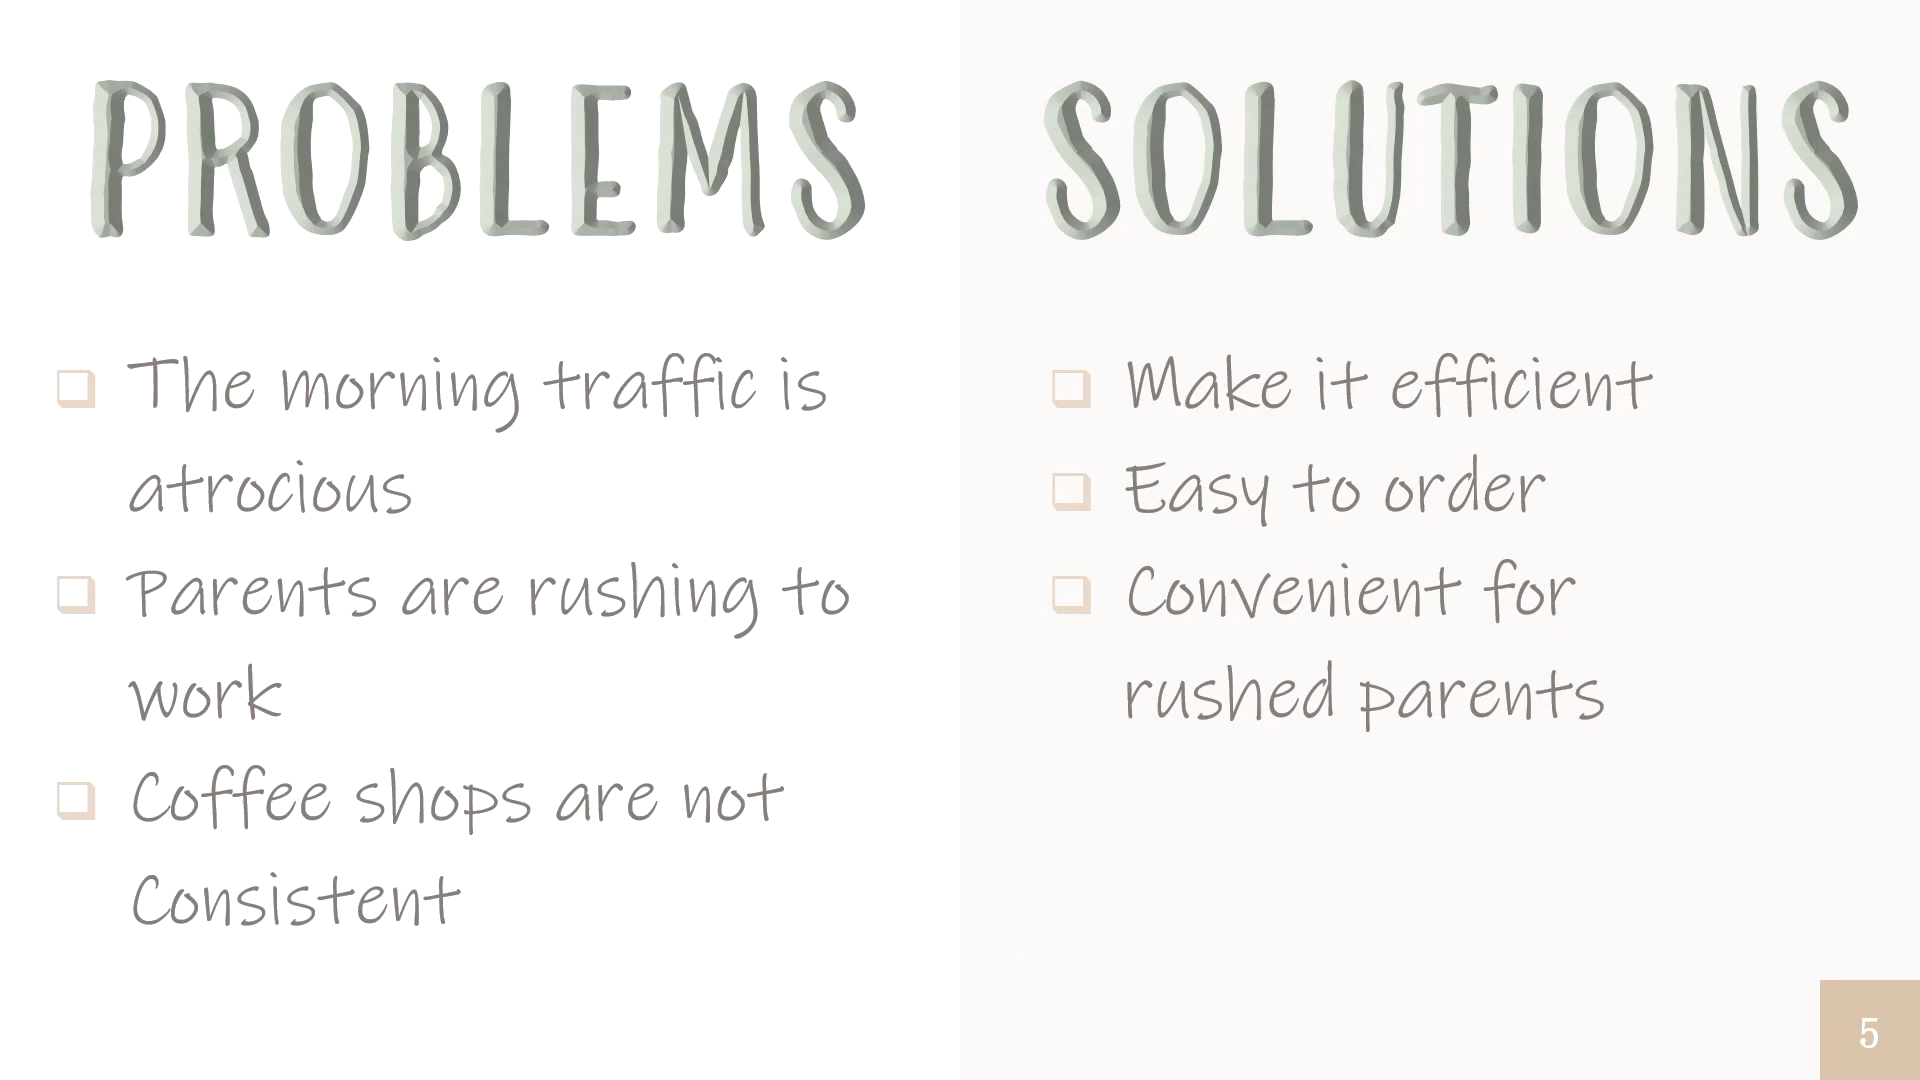 PROBLEMS
The morning traffic is
atrocious
Parents are rushing to
work
Coffee shops are not
Consistent
SOLUTIONS
Make it efficient
Easy to order
Convenient for
rushed parents
5